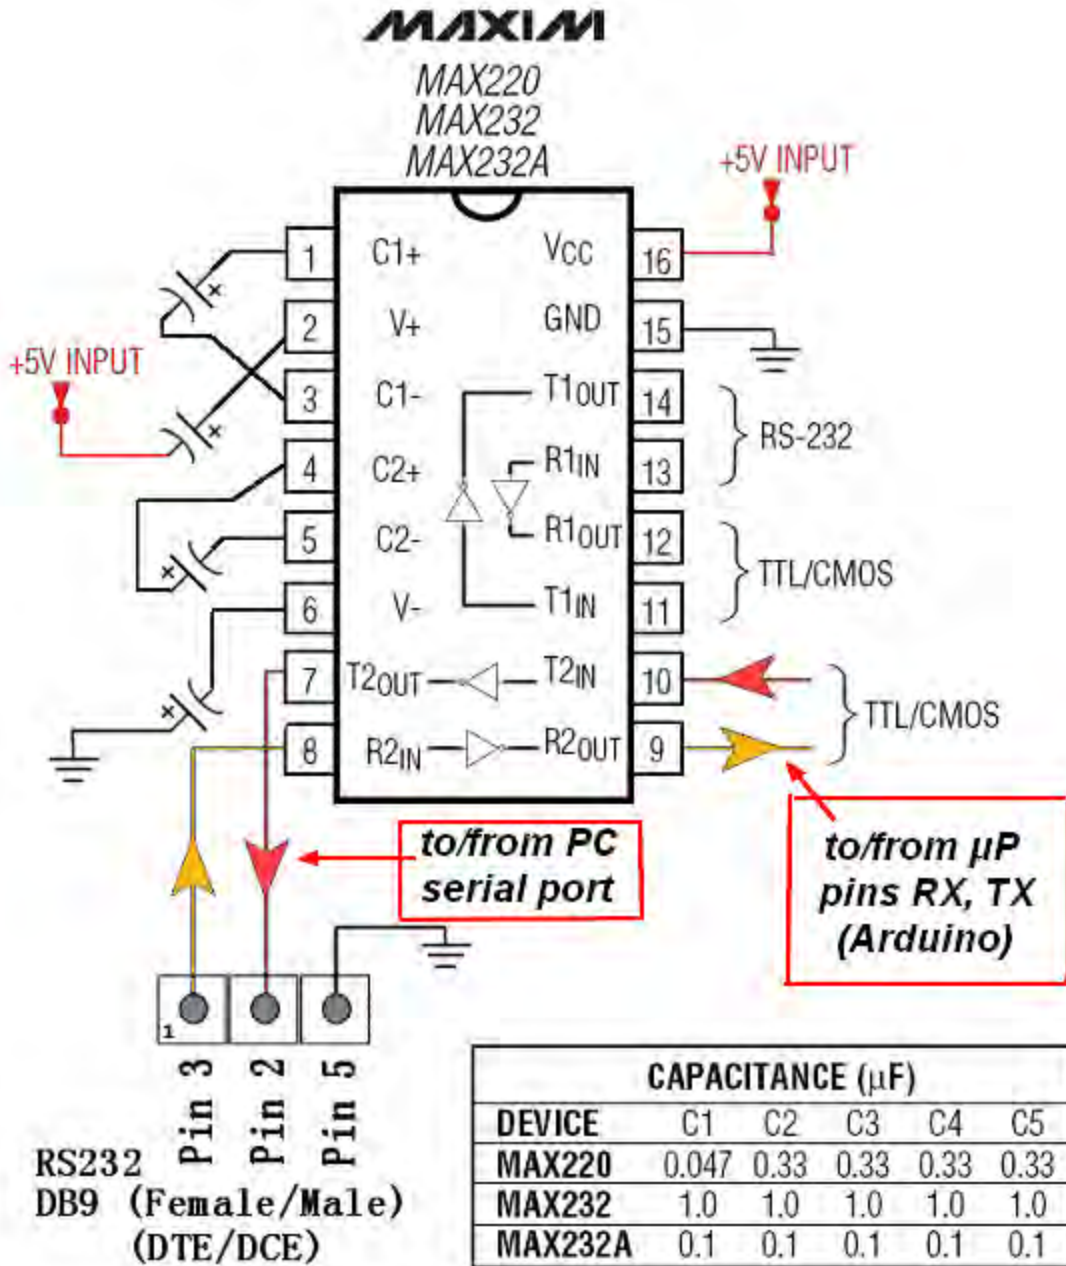 MAXIM
MAX220
MAX232
MAX232A
+5V INPUT
+5V INPUT
1 C1+ VCC 16
2 V+ GND 15
3 C1- T1OUT 14
4 C2+ R1IN 13
RS-232
5 C2- R1OUT 12
6 V- T1IN 11
TTL/CMOS
7 T2OUT T2IN 10
8 R2IN R2OUT 9
TTL/CMOS
+
+
+
+
to/from PC
serial port
to/from µP
pins RX, TX
(Arduino)
1
Pin 3
Pin 2
Pin 5
RS232
DB9 (Female/Male)
(DTE/DCE)
CAPACITANCE (µF)
DEVICE C1 C2 C3 C4 C5
MAX220 0.047 0.33 0.33 0.33 0.33
MAX232 1.0 1.0 1.0 1.0 1.0
MAX232A 0.1 0.1 0.1 0.1 0.1